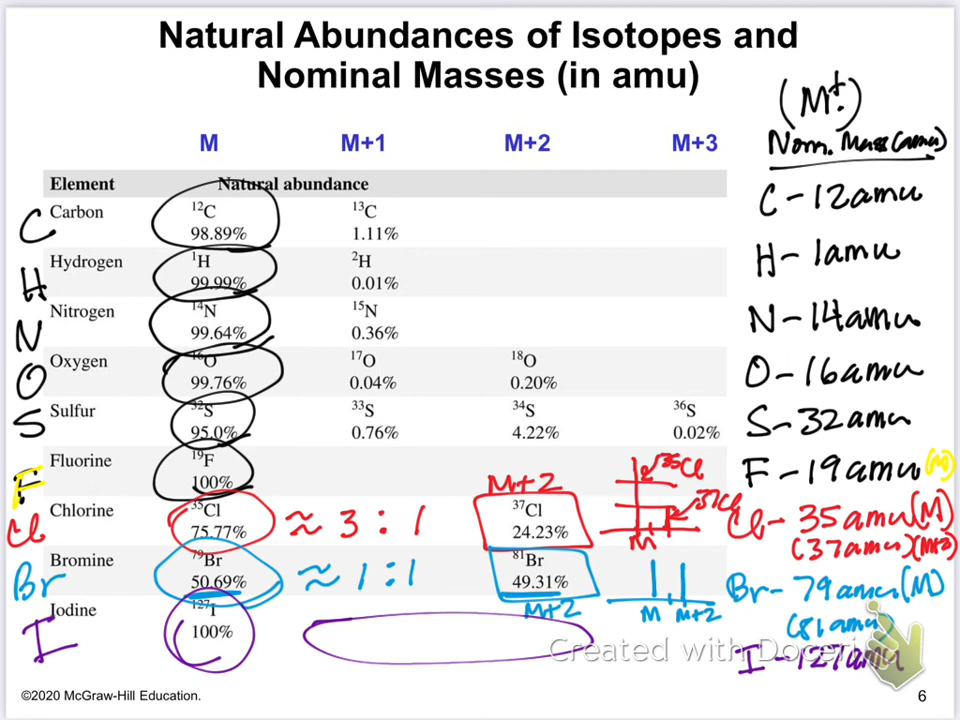 Natural Abundances of Isotopes and
Nominal Masses (in amu)
(M⁺·)
Nom. Mass (amu)
M M+1 M+2 M+3
Element Natural abundance
C Carbon ¹²C ¹³C C - 12amu
98.89% 1.11%
H Hydrogen ¹H ²H H - 1amu
99.99% 0.01%
N Nitrogen ¹⁴N ¹⁵N N - 14amu
99.64% 0.36%
O Oxygen ¹⁶O ¹⁷O ¹⁸O O - 16amu
99.76% 0.04% 0.20%
S Sulfur ³²S ³³S ³⁴S ³⁶S S - 32amu
95.0% 0.76% 4.22% 0.02%
F Fluorine ¹⁹F ³⁵Cl F - 19amu (M)
100% M+2
Cl Chlorine ³⁵Cl ≈ 3 : 1 ³⁷Cl ³⁷Cl Cl - 35amu (M)
75.77% 24.23% M (37amu) (M+2)
Br Bromine ⁷⁹Br ≈ 1 : 1 ⁸¹Br Br - 79amu (M)
50.69% 49.31%
I Iodine ¹²⁷I M+2 M M+2 (81amu)
100%
Created with Doceri
I - 127amu
©2020 McGraw-Hill Education. 6